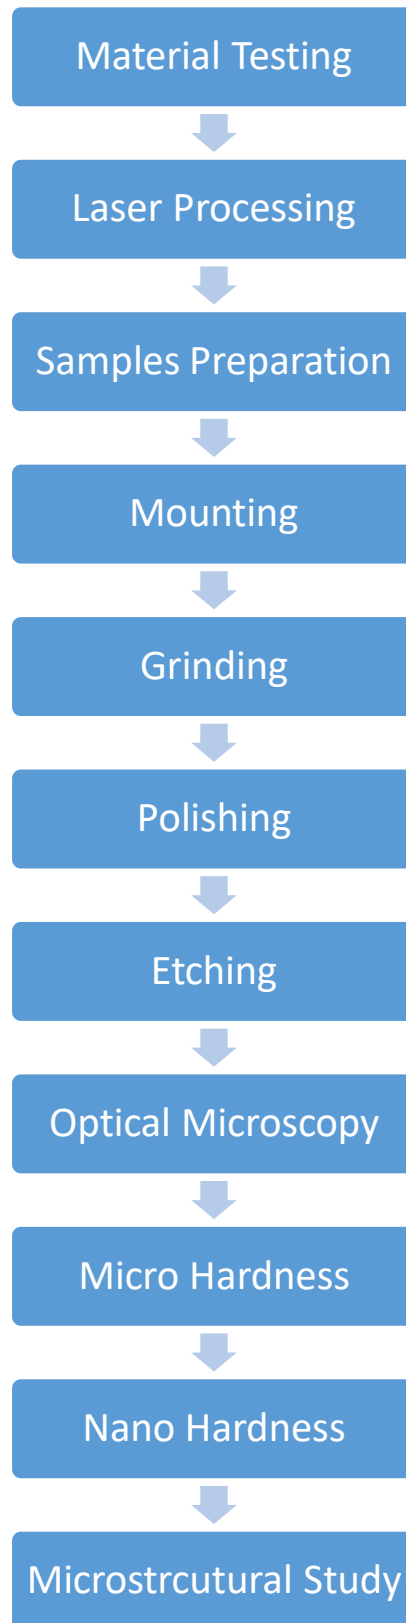 Material Testing
Laser Processing
Samples Preparation
Mounting
Grinding
Polishing
Etching
Optical Microscopy
Micro Hardness
Nano Hardness
Microstrcutural Study